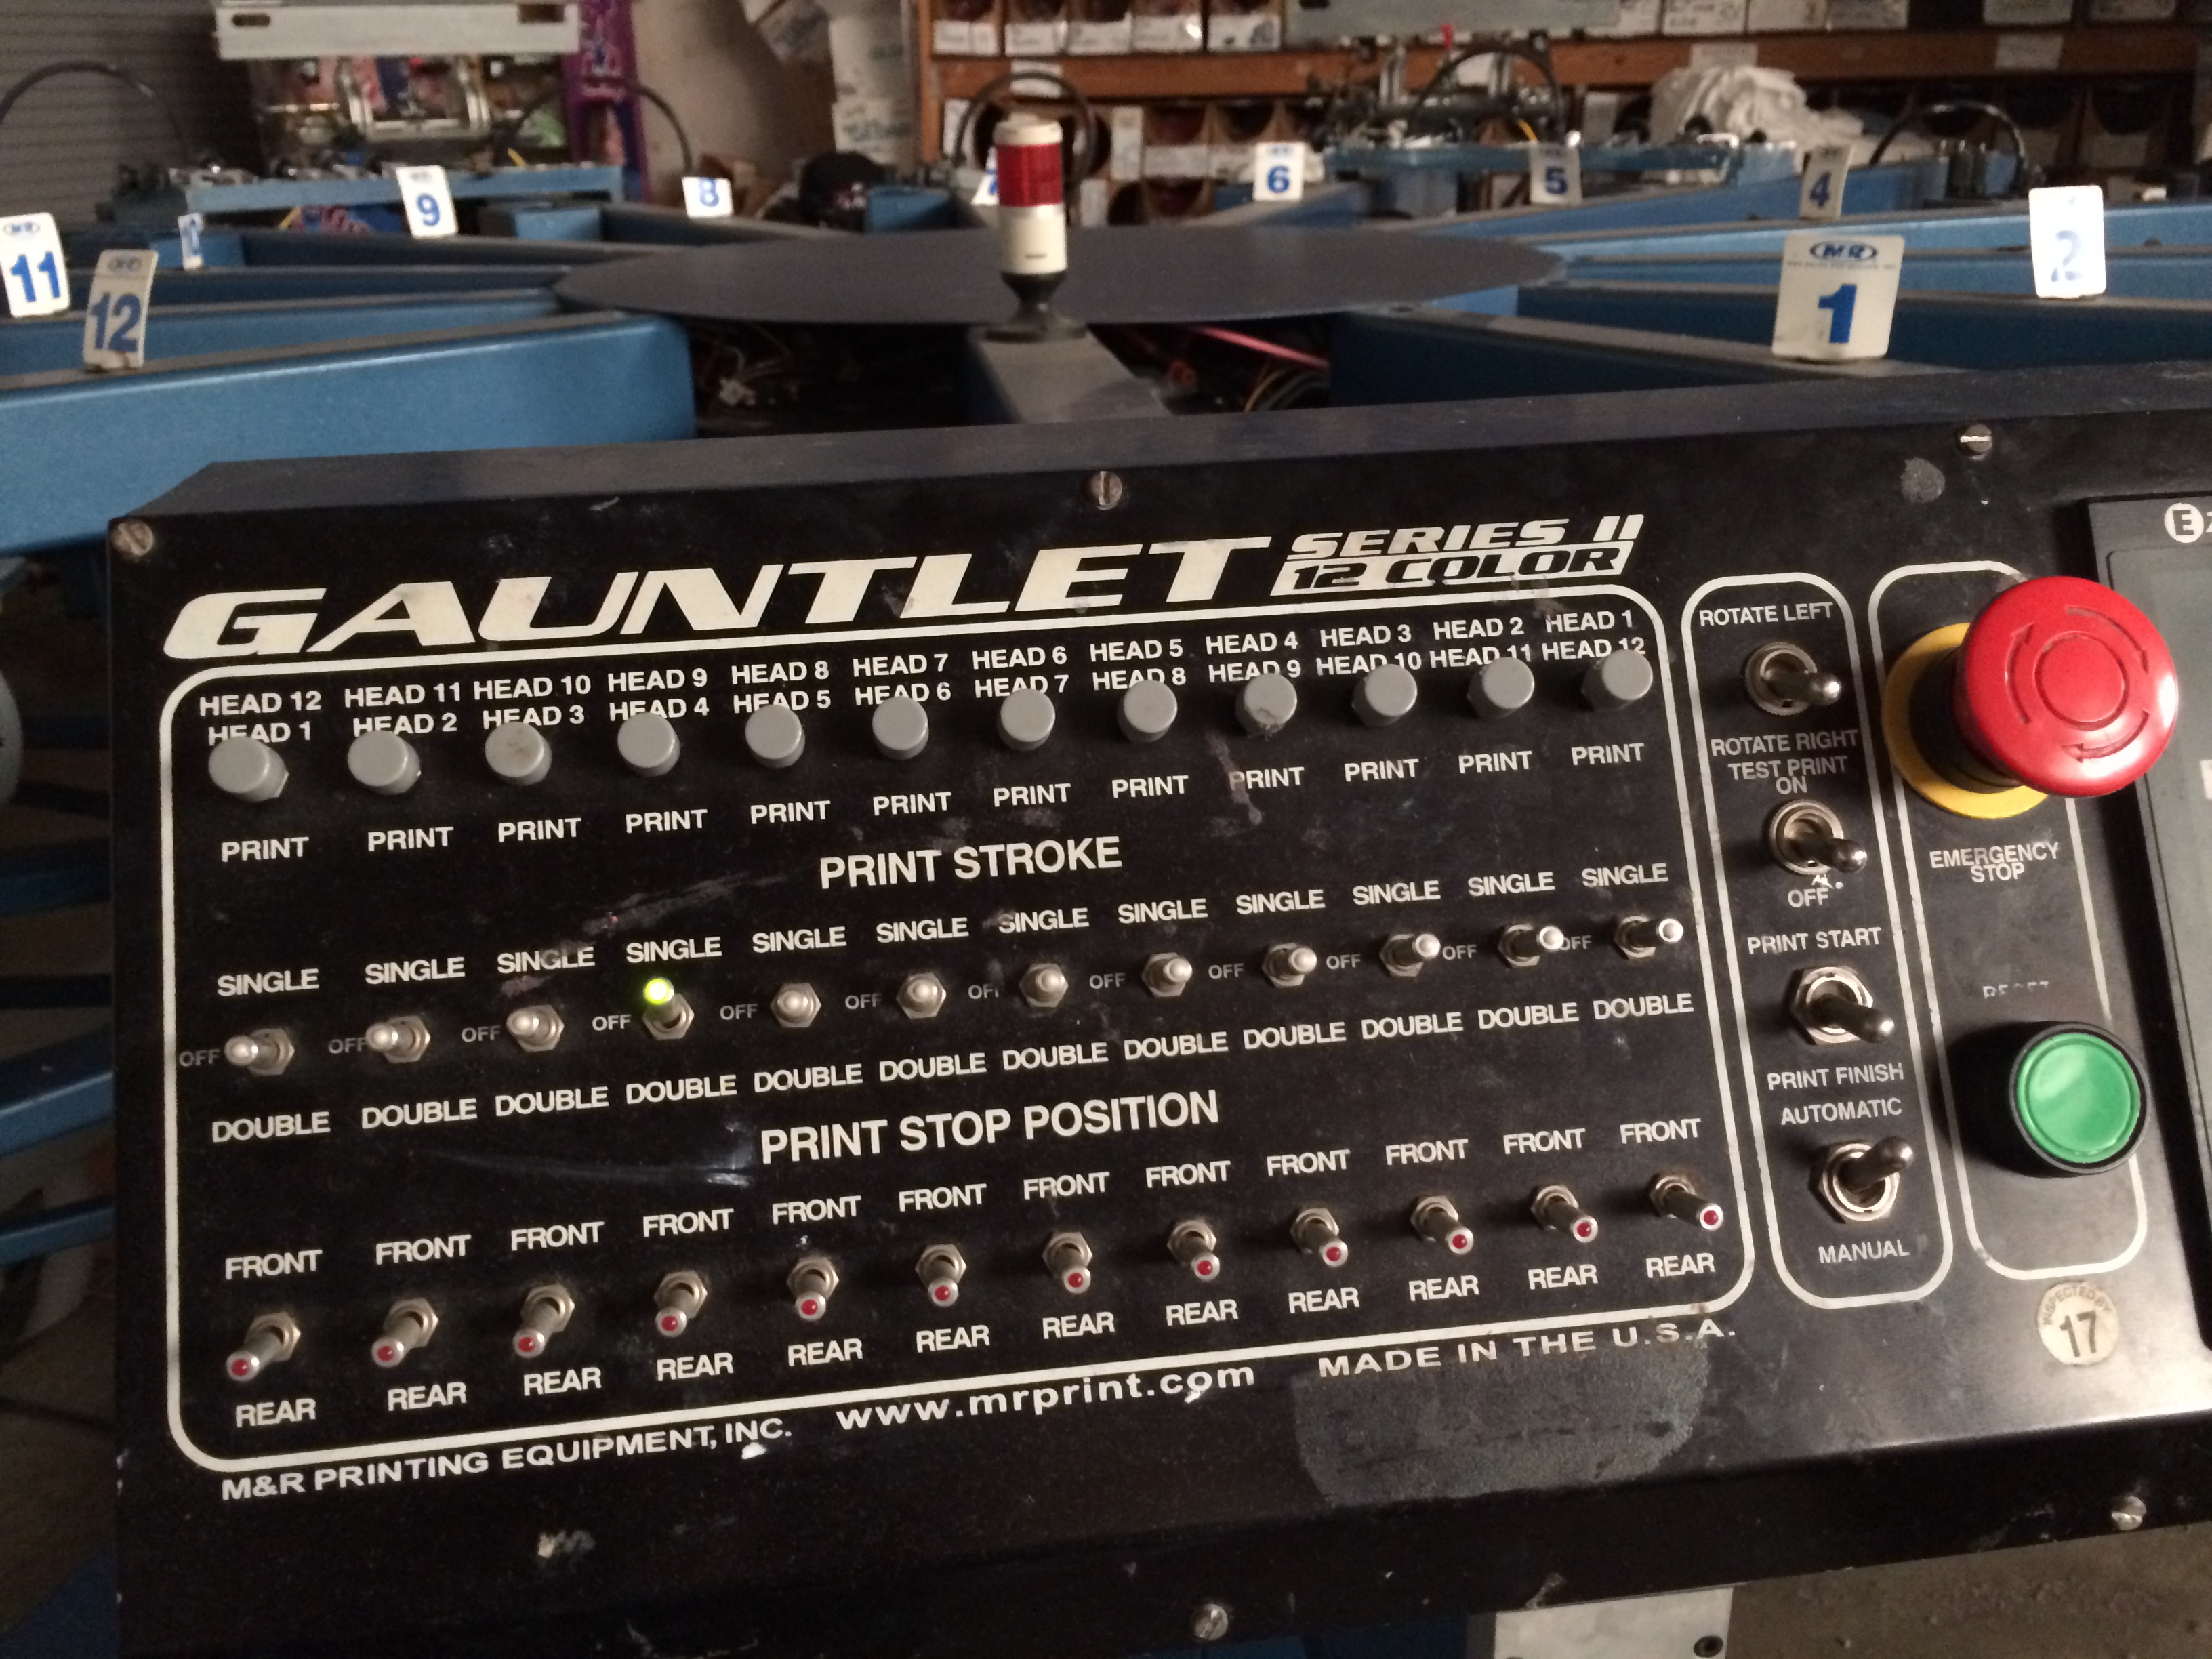 11
12
9
8
6
5
4
2
M&R
1
GAUNTLET SERIES II
12 COLOR
HEAD 12 HEAD 11 HEAD 10 HEAD 9 HEAD 8 HEAD 7 HEAD 6 HEAD 5 HEAD 4 HEAD 3 HEAD 2 HEAD 1
HEAD 1 HEAD 2 HEAD 3 HEAD 4 HEAD 5 HEAD 6 HEAD 7 HEAD 8 HEAD 9 HEAD 10 HEAD 11 HEAD 12
PRINT PRINT PRINT PRINT PRINT PRINT PRINT PRINT PRINT PRINT PRINT PRINT
PRINT STROKE
SINGLE SINGLE SINGLE SINGLE SINGLE SINGLE SINGLE SINGLE SINGLE SINGLE SINGLE SINGLE
OFF OFF OFF OFF OFF OFF OFF OFF OFF OFF OFF OFF
DOUBLE DOUBLE DOUBLE DOUBLE DOUBLE DOUBLE DOUBLE DOUBLE DOUBLE DOUBLE DOUBLE DOUBLE
PRINT STOP POSITION
FRONT FRONT FRONT FRONT FRONT FRONT FRONT FRONT FRONT FRONT FRONT FRONT
REAR REAR REAR REAR REAR REAR REAR REAR REAR REAR REAR REAR
M&R PRINTING EQUIPMENT, INC. www.mrprint.com MADE IN THE U.S.A.
ROTATE LEFT
ROTATE RIGHT
TEST PRINT
ON
OFF
PRINT START
PRINT FINISH
AUTOMATIC
MANUAL
EMERGENCY
STOP
RESET
INSPECTED BY
17